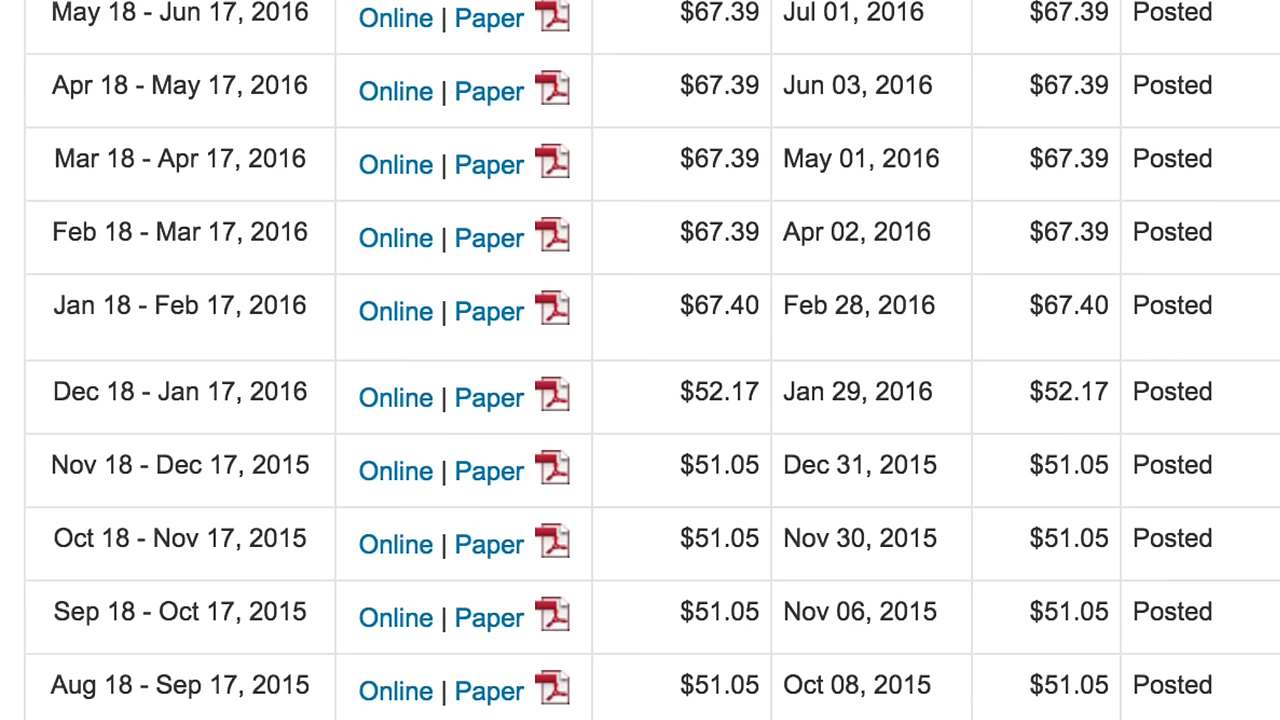 May 18 - Jun 17, 2016 Online | Paper $67.39 Jul 01, 2016 $67.39 Posted
Apr 18 - May 17, 2016 Online | Paper $67.39 Jun 03, 2016 $67.39 Posted
Mar 18 - Apr 17, 2016 Online | Paper $67.39 May 01, 2016 $67.39 Posted
Feb 18 - Mar 17, 2016 Online | Paper $67.39 Apr 02, 2016 $67.39 Posted
Jan 18 - Feb 17, 2016 Online | Paper $67.40 Feb 28, 2016 $67.40 Posted
Dec 18 - Jan 17, 2016 Online | Paper $52.17 Jan 29, 2016 $52.17 Posted
Nov 18 - Dec 17, 2015 Online | Paper $51.05 Dec 31, 2015 $51.05 Posted
Oct 18 - Nov 17, 2015 Online | Paper $51.05 Nov 30, 2015 $51.05 Posted
Sep 18 - Oct 17, 2015 Online | Paper $51.05 Nov 06, 2015 $51.05 Posted
Aug 18 - Sep 17, 2015 Online | Paper $51.05 Oct 08, 2015 $51.05 Posted